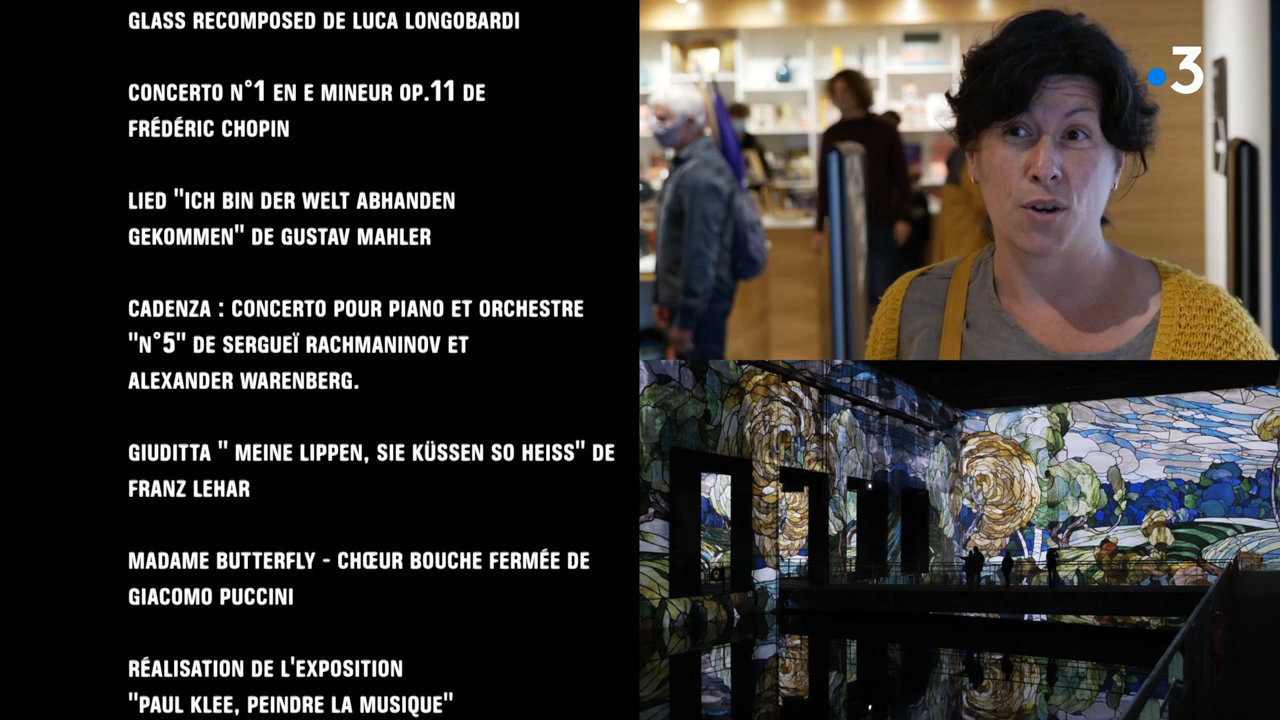 GLASS RECOMPOSED DE LUCA LONGOBARDI
CONCERTO N°1 EN E MINEUR OP.11 DE
FRÉDÉRIC CHOPIN
LIED "ICH BIN DER WELT ABHANDEN
GEKOMMEN" DE GUSTAV MAHLER
CADENZA : CONCERTO POUR PIANO ET ORCHESTRE
"N°5" DE SERGUEÏ RACHMANINOV ET
ALEXANDER WARENBERG.
GIUDITTA " MEINE LIPPEN, SIE KÜSSEN SO HEISS" DE
FRANZ LEHAR
MADAME BUTTERFLY - CHŒUR BOUCHE FERMÉE DE
GIACOMO PUCCINI
RÉALISATION DE L'EXPOSITION
"PAUL KLEE, PEINDRE LA MUSIQUE"
3